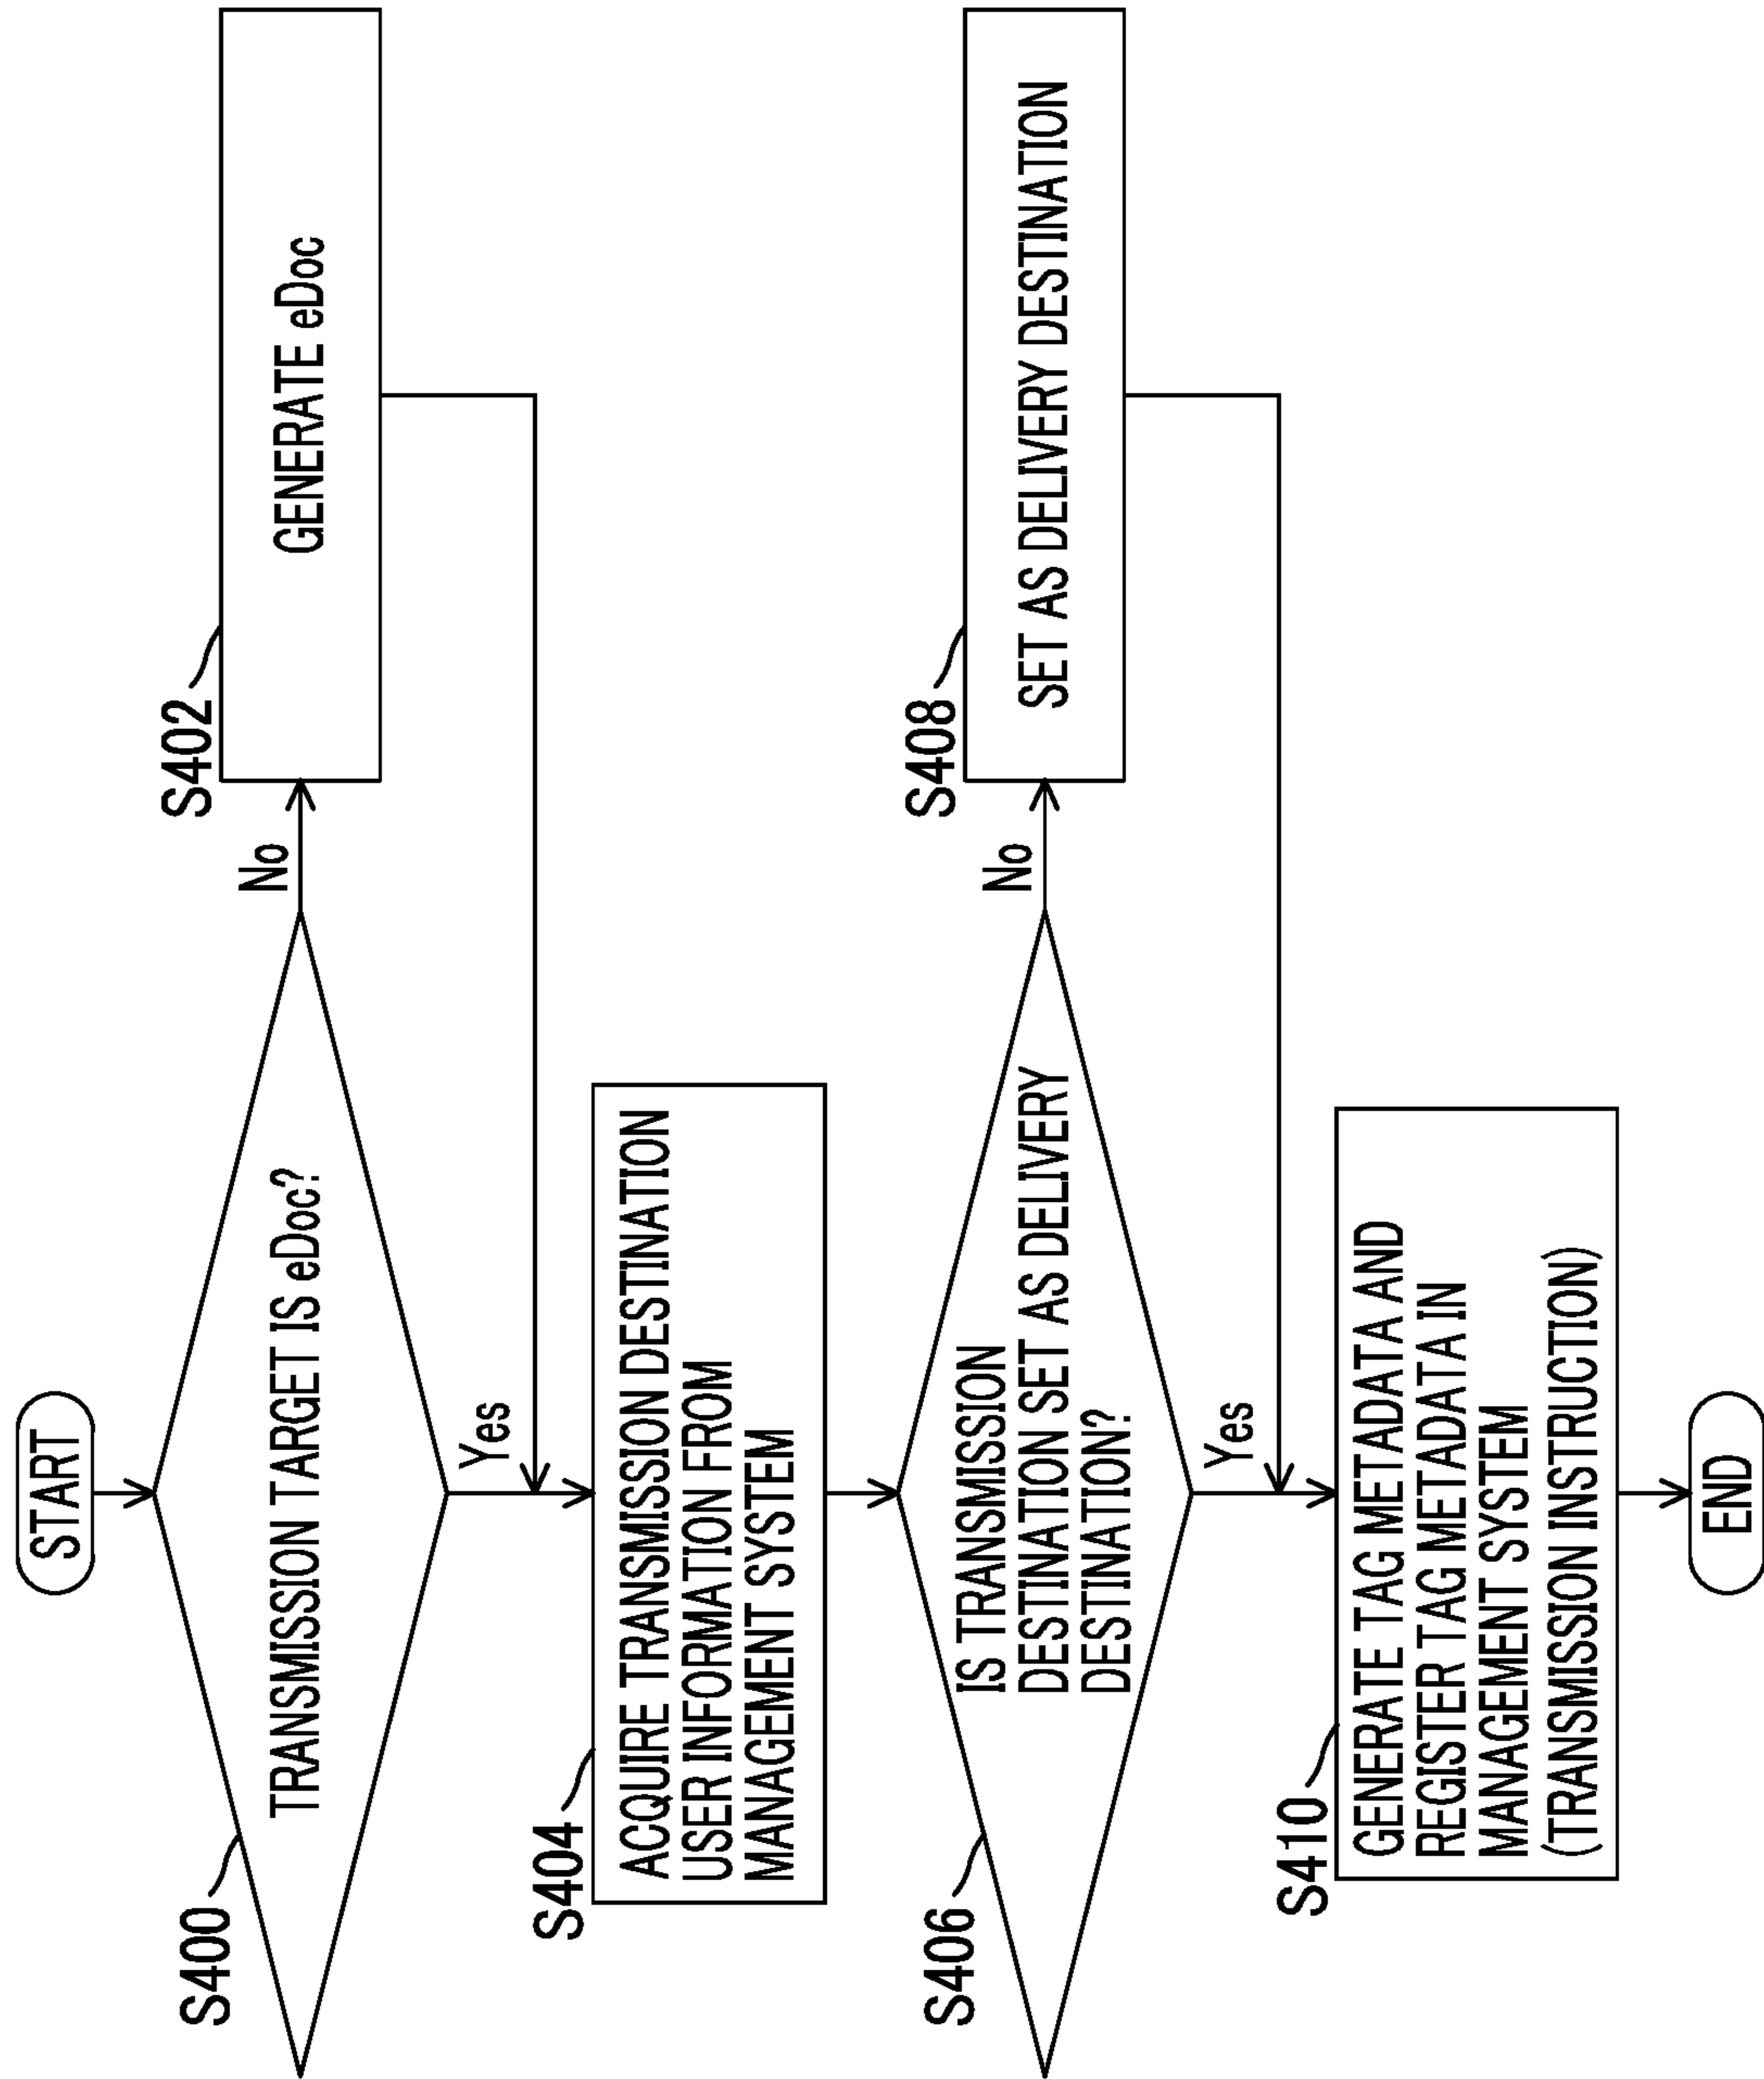 START
S400
TRANSMISSION TARGET IS eDoc?
No
S402
GENERATE eDoc
Yes
S404
ACQUIRE TRANSMISSION DESTINATION
USER INFORMATION FROM
MANAGEMENT SYSTEM
S406
IS TRANSMISSION
DESTINATION SET AS DELIVERY
DESTINATION?
No
S408
SET AS DELIVERY DESTINATION
Yes
S410
GENERATE TAG METADATA AND
REGISTER TAG METADATA IN
MANAGEMENT SYSTEM
(TRANSMISSION INSTRUCTION)
END